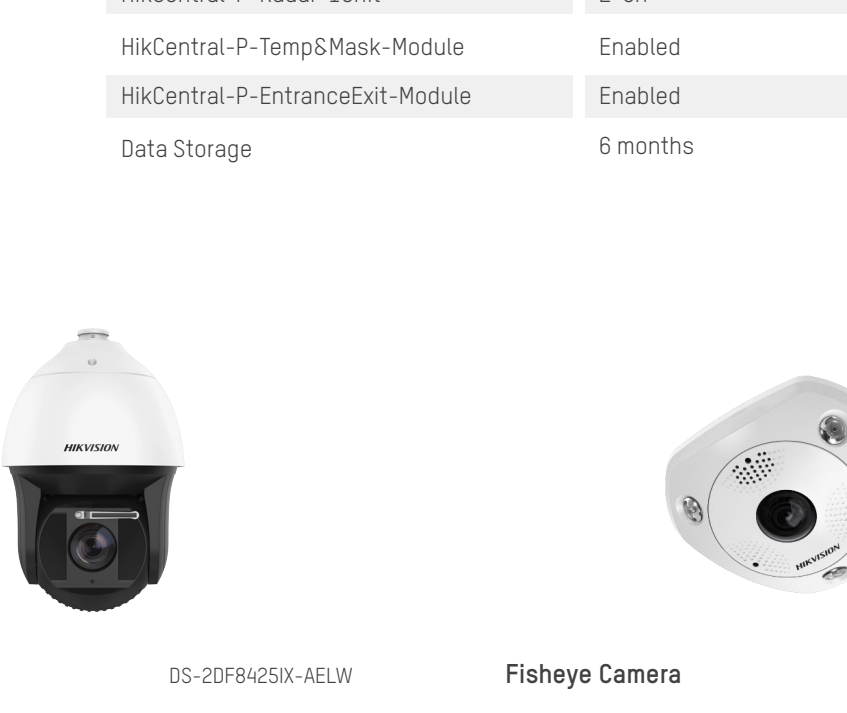 HikCentral-P-Temp&Mask-Module Enabled
HikCentral-P-EntranceExit-Module Enabled
Data Storage 6 months
HIKVISION
HIKVISION
DS-2DF8425IX-AELW Fisheye Camera